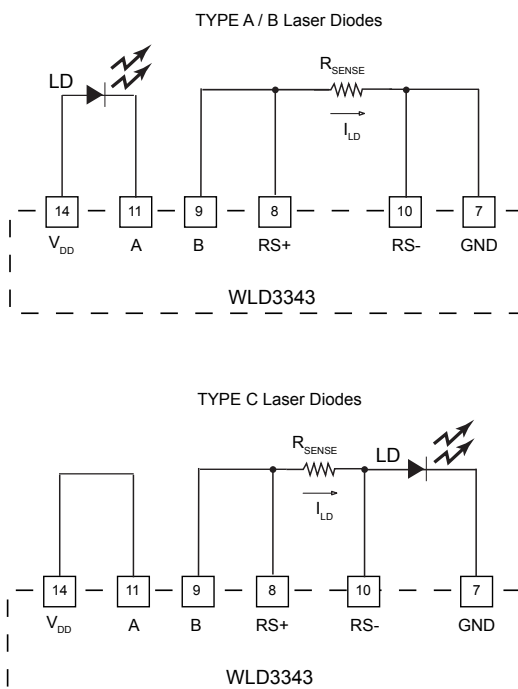 TYPE A / B Laser Diodes
LD
RSENSE
ILD
14 11 9 8 10 7
VDD A B RS+ RS- GND
WLD3343
TYPE C Laser Diodes
RSENSE LD
ILD
14 11 9 8 10 7
VDD A B RS+ RS- GND
WLD3343